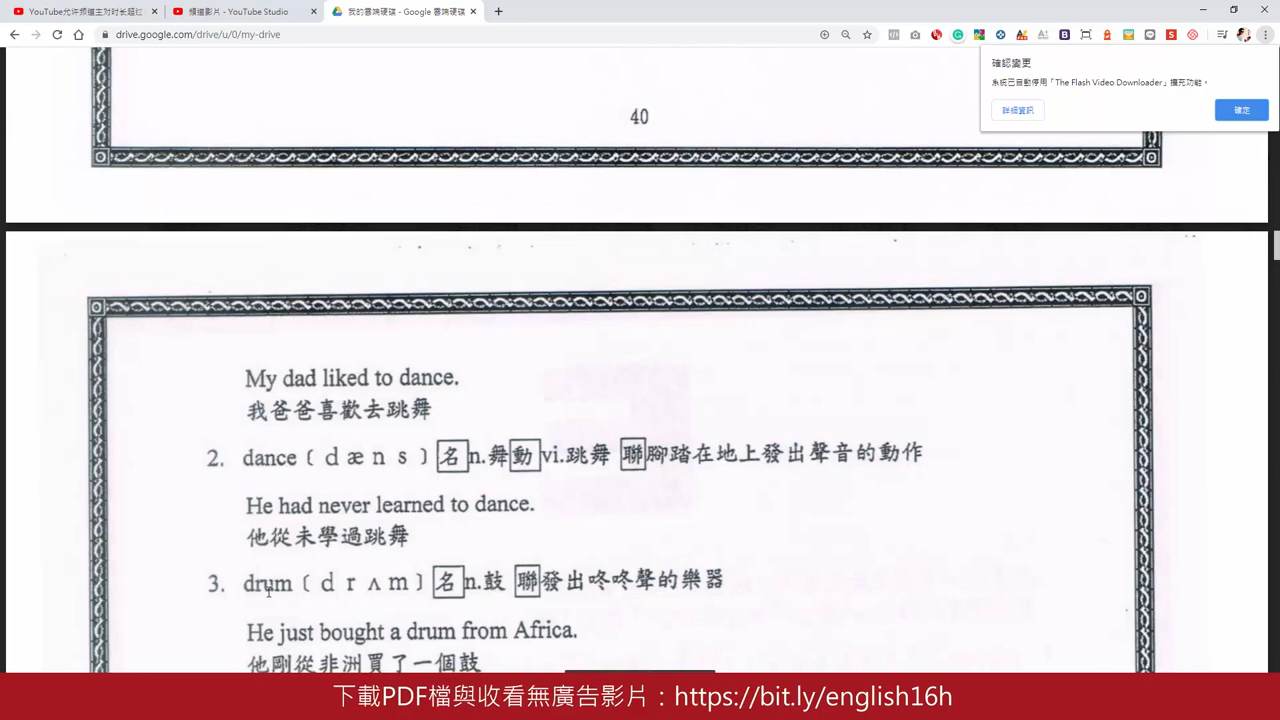 YouTube允许频道主对时长超过
頻道影片 - YouTube Studio
我的雲端硬碟 - Google 雲端硬碟
drive.google.com/drive/u/0/my-drive
確認變更
系統已自動停用「The Flash Video Downloader」擴充功能。
詳細資訊
確定
40
My dad liked to dance.
我爸爸喜歡去跳舞
2. dance﹝dæns﹞名n.舞動vi.跳舞 聯腳踏在地上發出聲音的動作
He had never learned to dance.
他從未學過跳舞
3. drum﹝drʌm﹞名n.鼓 聯發出咚咚聲的樂器
He just bought a drum from Africa.
他剛從非洲買了一個鼓
下載PDF檔與收看無廣告影片：https://bit.ly/english16h